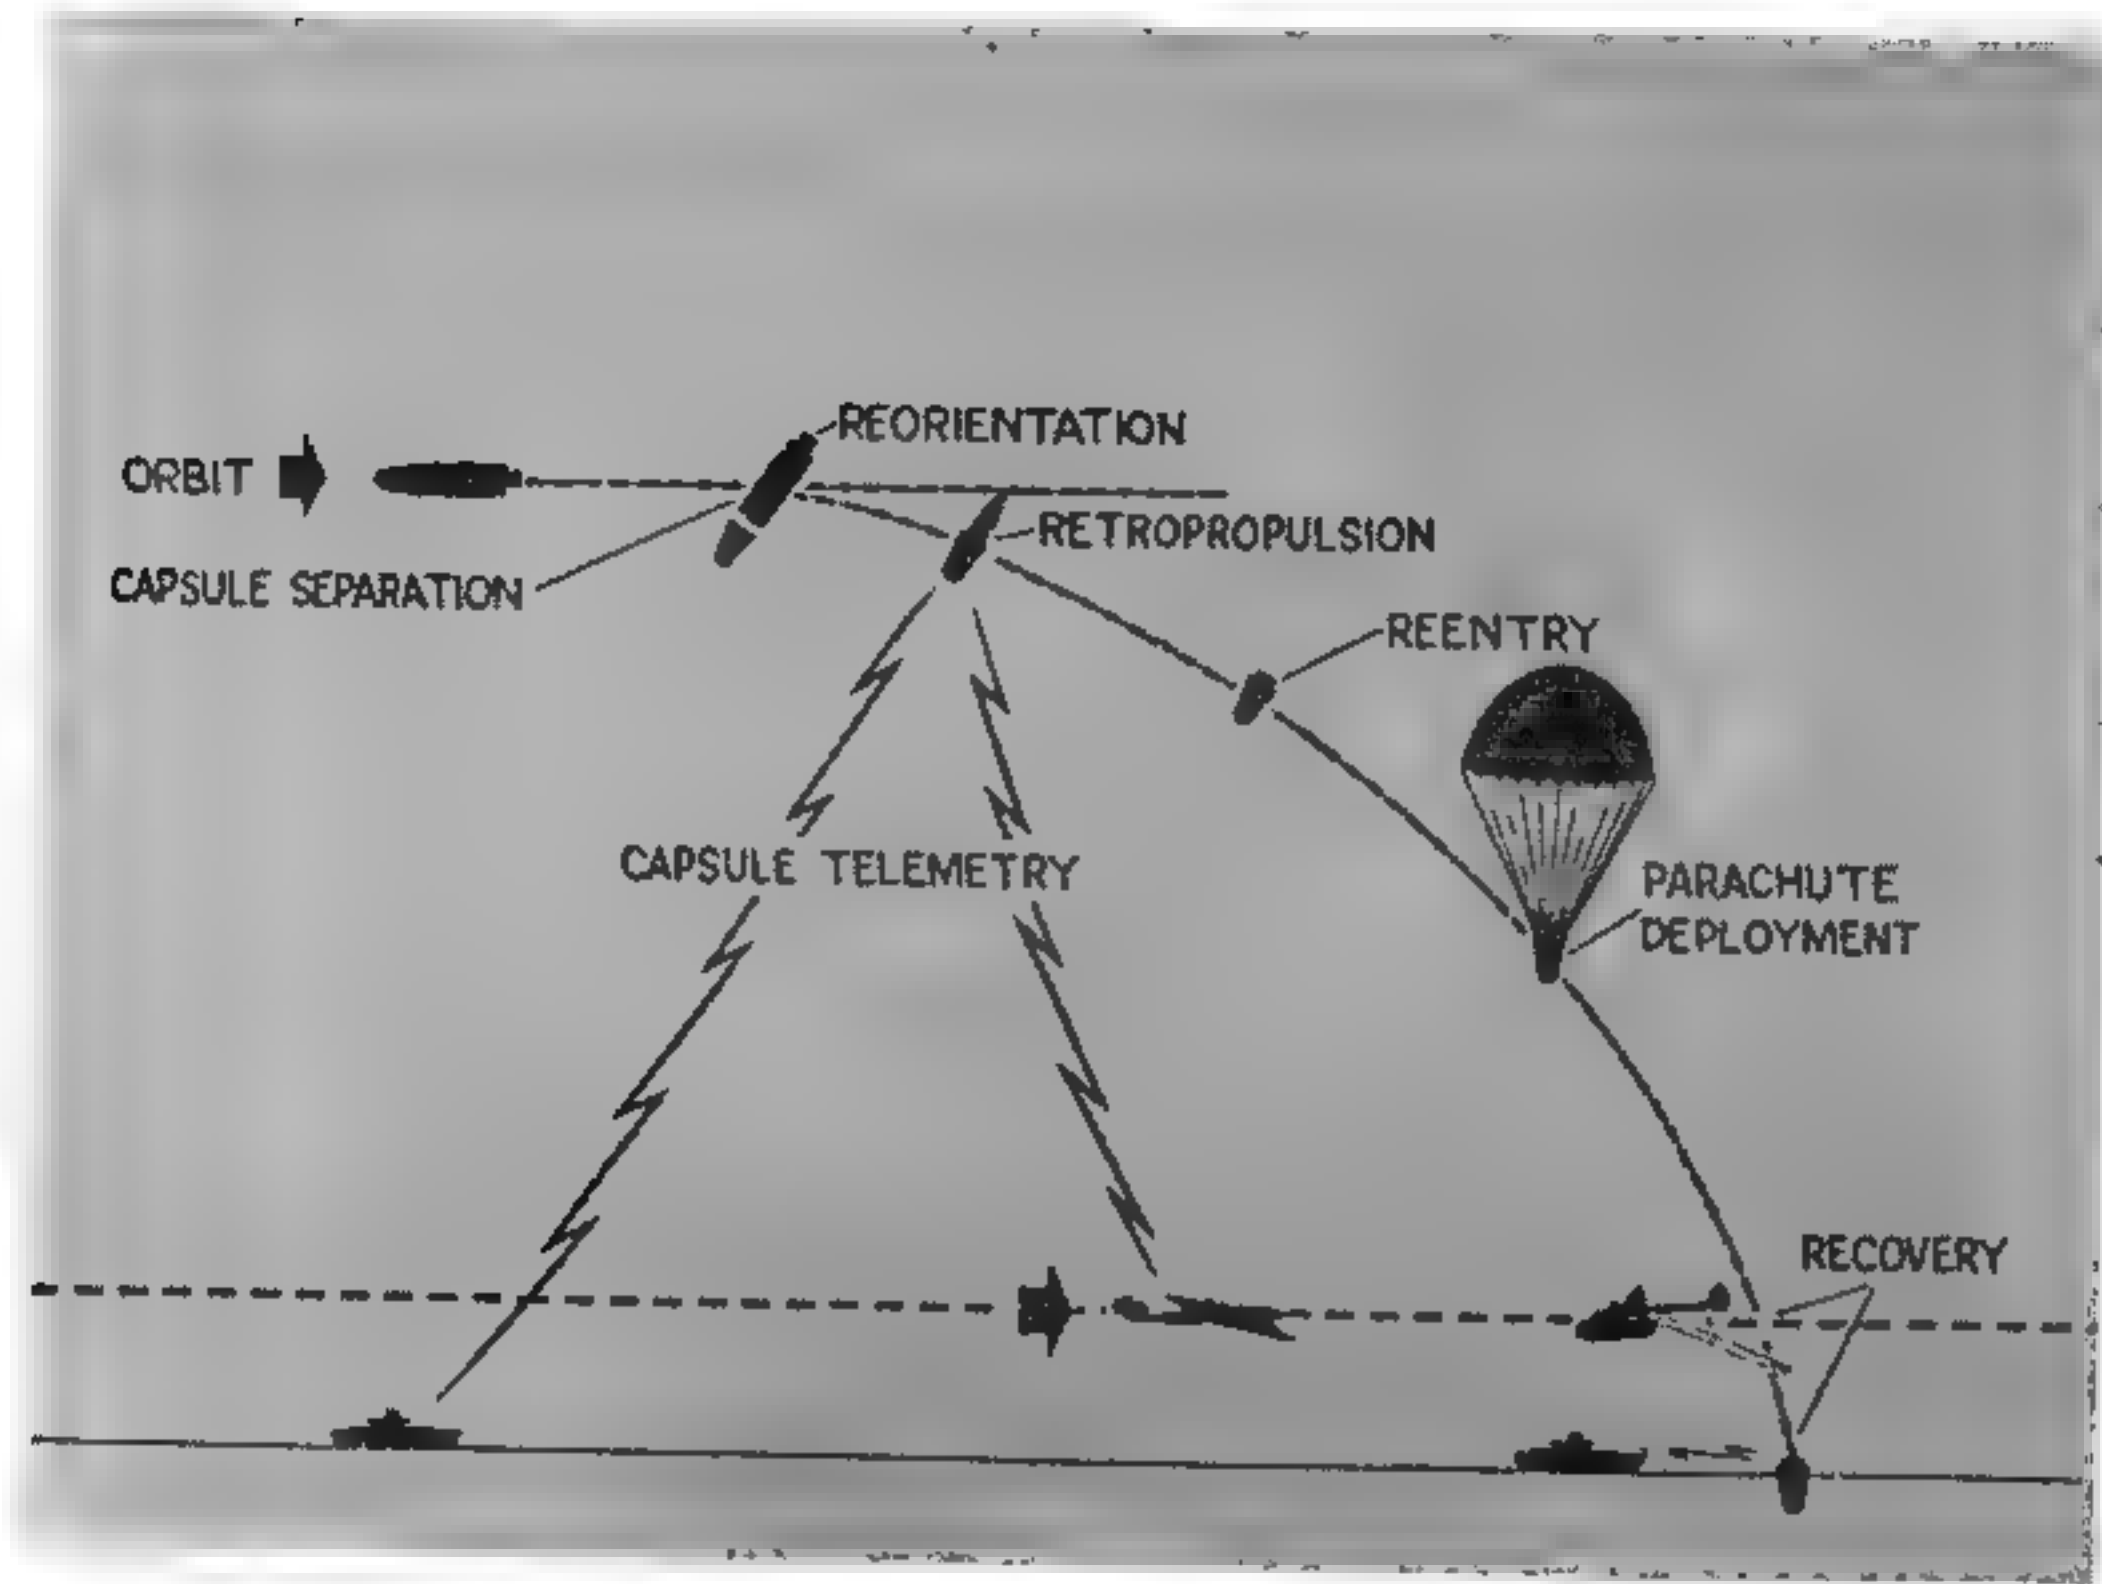 REORIENTATION
ORBIT
RETROPROPULSION
CAPSULE SEPARATION
REENTRY
CAPSULE TELEMETRY
PARACHUTE
DEPLOYMENT
RECOVERY